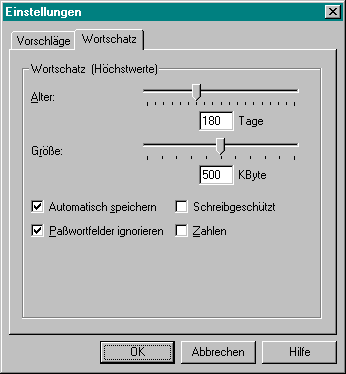 Einstellungen
Vorschläge Wortschatz
Wortschatz (Höchstwerte)
Alter:
180 Tage
Größe:
500 KByte
Automatisch speichern Schreibgeschützt
Paßwortfelder ignorieren Zahlen
OK Abbrechen Hilfe